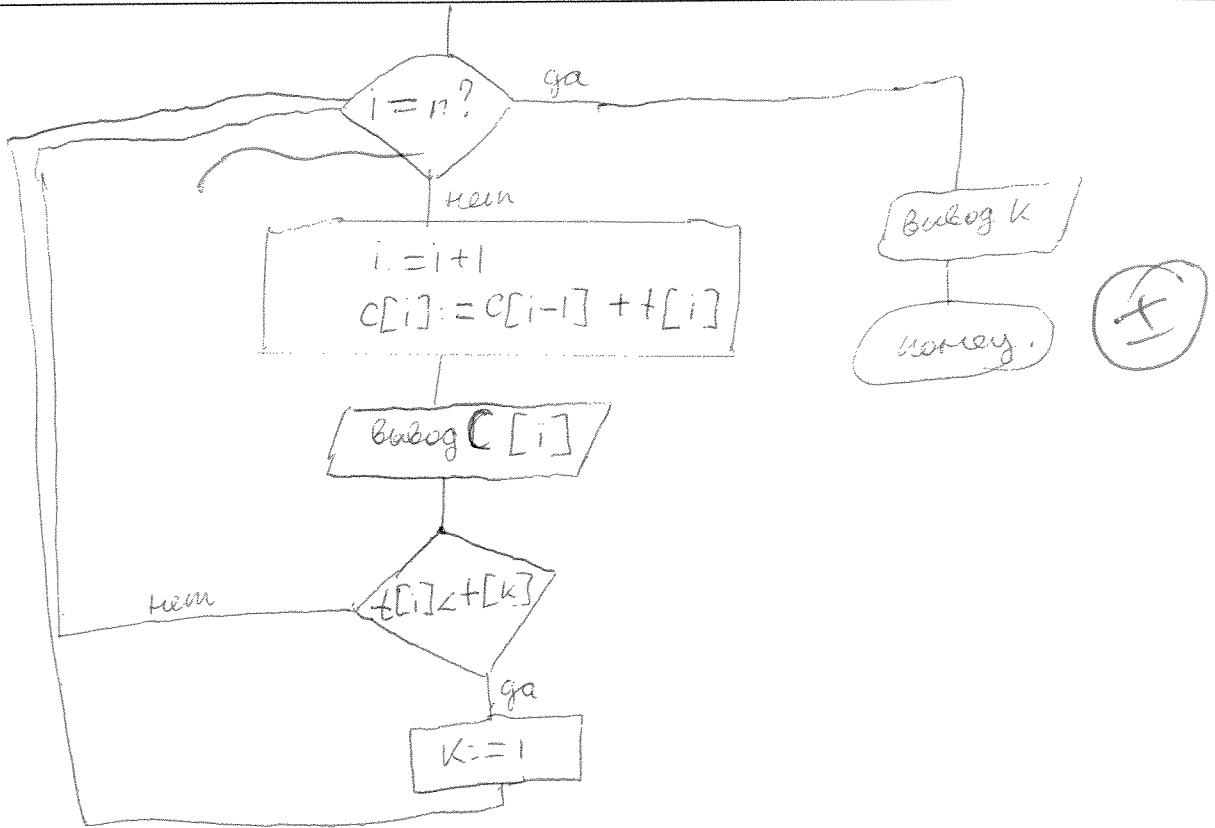 i = n?
да
нет
i := i+1
c[i] := c[i-1] + t[i]
вывод C [i]
t[i]<t[k]
нет
да
K:= i
вывод K
конец.
±